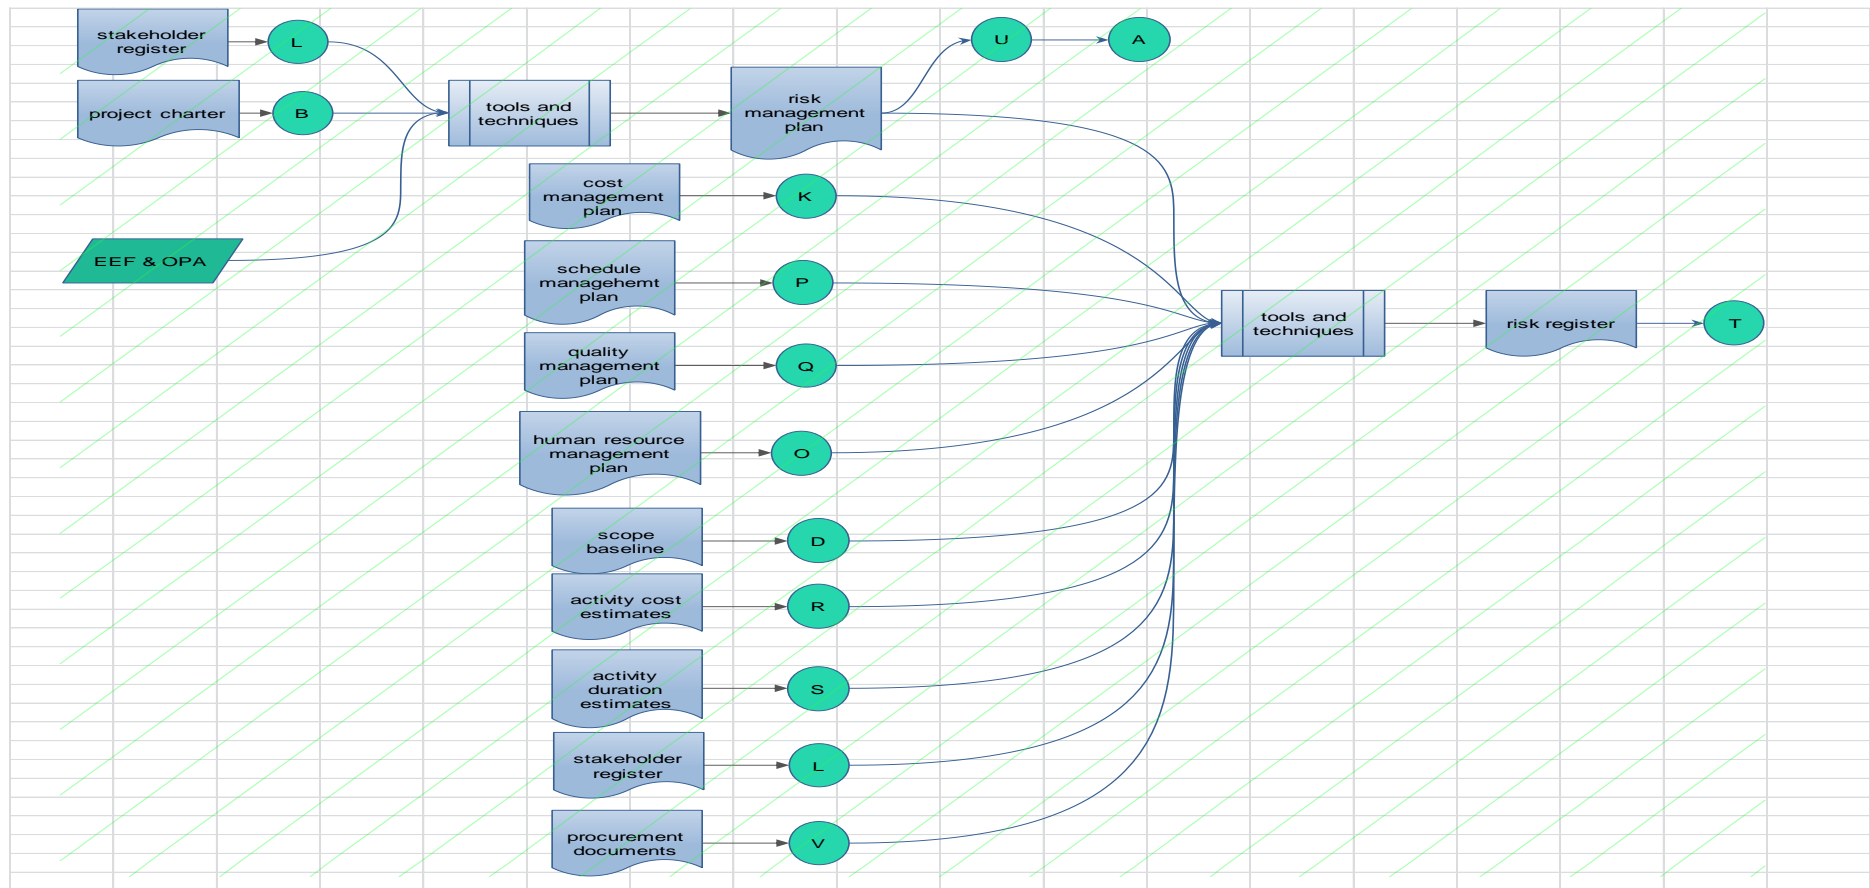 stakeholder
register
L
U
A
project charter
B
tools and
techniques
risk
management
plan
cost
management
plan
K
EEF & OPA
schedule
managehemt
plan
P
tools and
techniques
risk register
T
quality
management
plan
Q
human resource
management
plan
O
scope
baseline
D
activity cost
estimates
R
activity
duration
estimates
S
stakeholder
register
L
procurement
documents
V